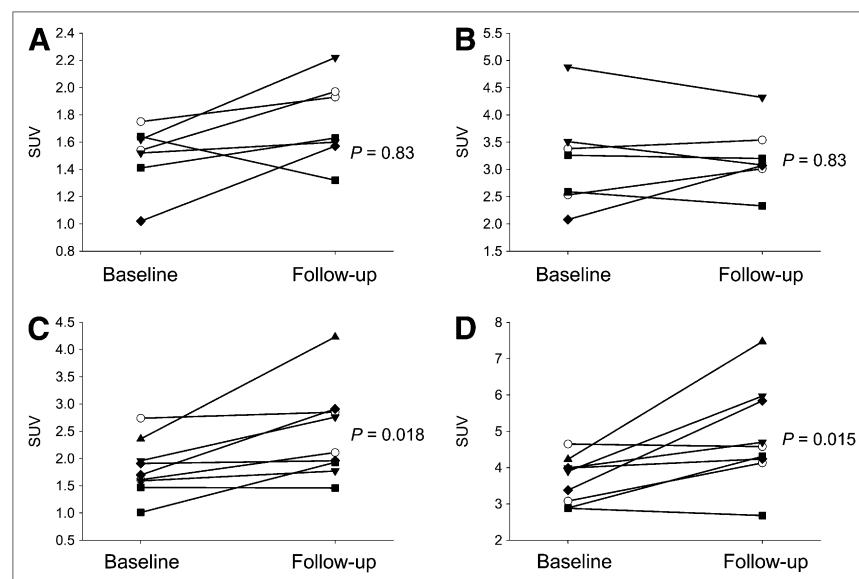 A
2.2
2.0
1.8
1.6
1.4
1.2
1.0
0.8
SUV
P = 0.83
Baseline Follow-up
B
5.5
5.0
4.5
4.0
3.5
3.0
2.5
2.0
1.5
SUV
P = 0.83
Baseline Follow-up
C
4.5
4.0
3.5
3.0
2.5
2.0
1.5
1.0
0.5
SUV
P = 0.018
Baseline Follow-up
D
8
7
6
5
4
3
2
SUV
P = 0.015
Baseline Follow-up